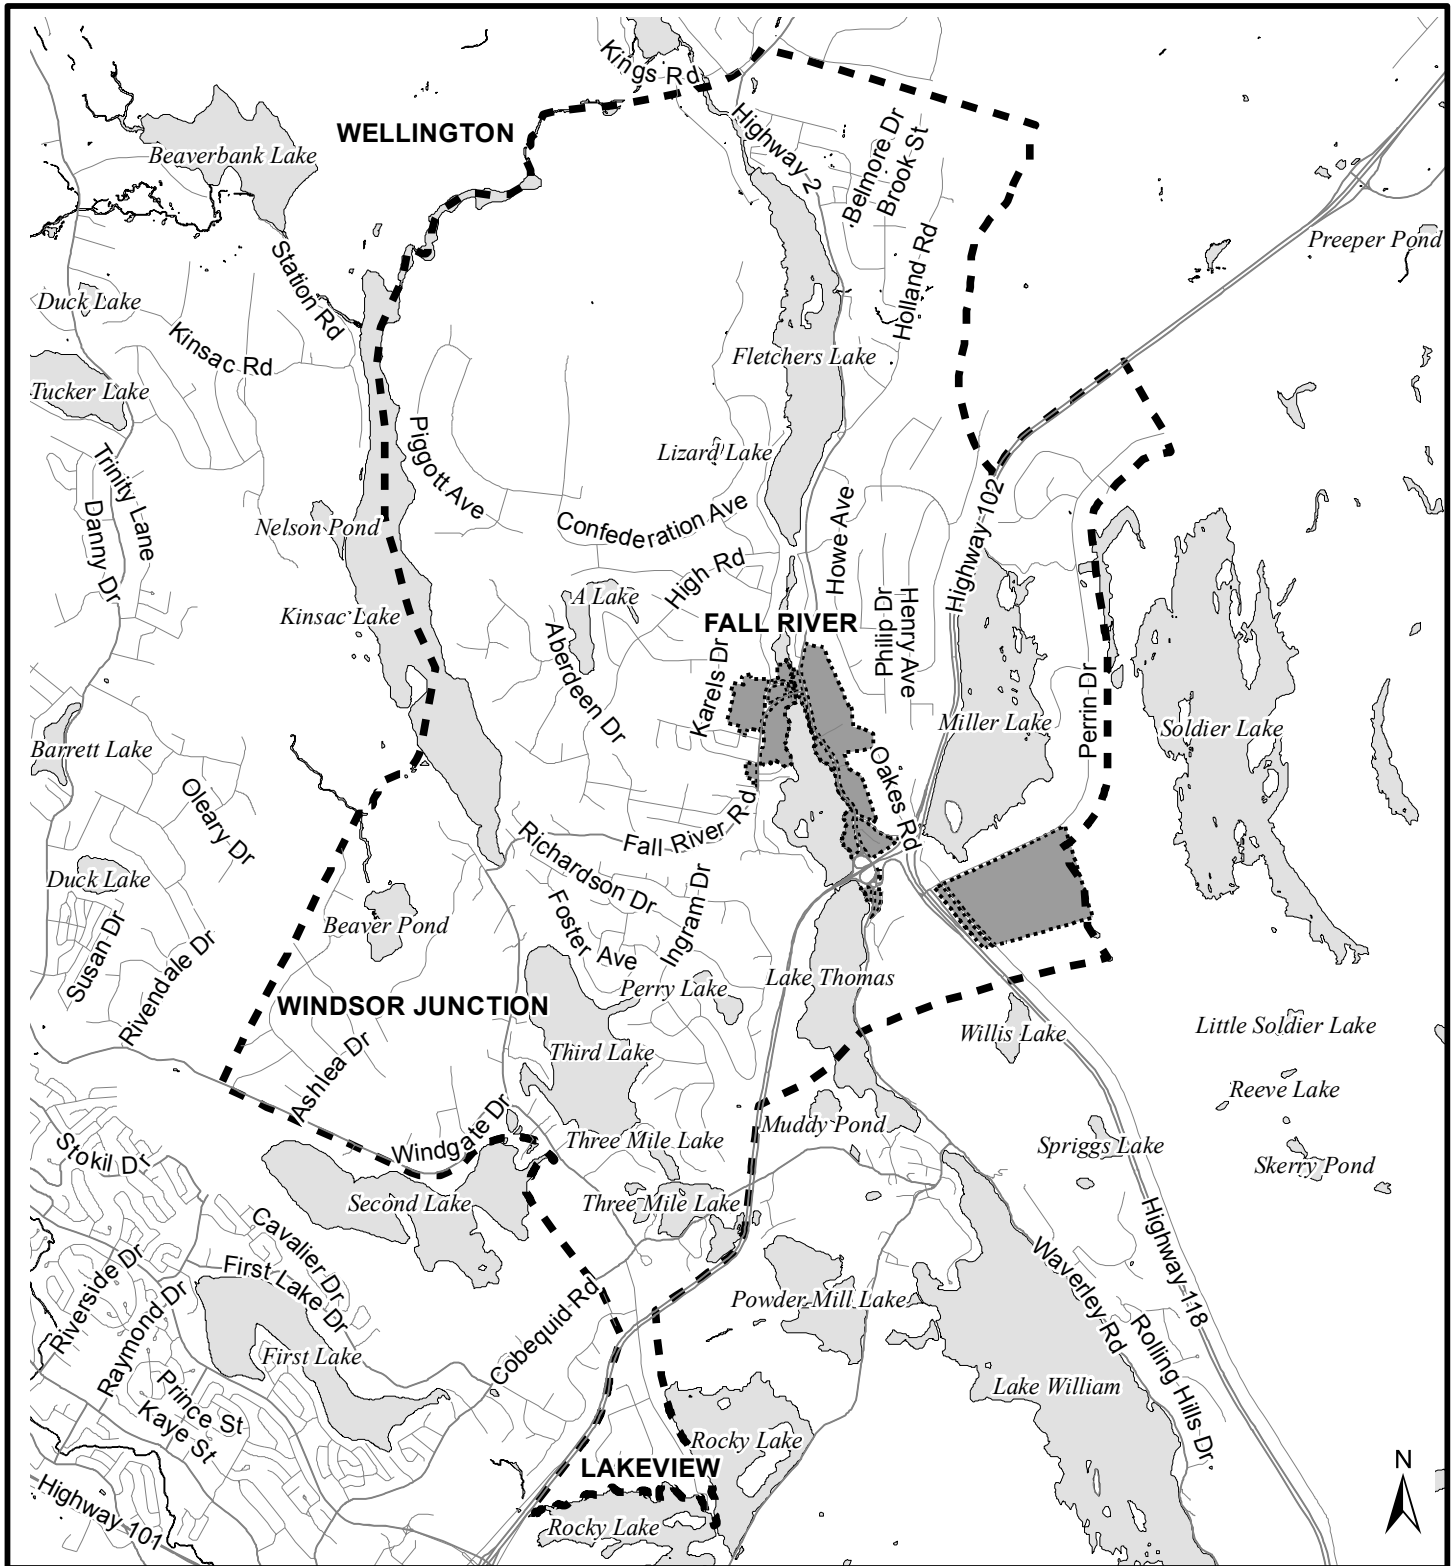 Kings Rd
WELLINGTON
Highway 2
Belmore Dr
Brook St
Beaverbank Lake
Holland Rd
Preeper Pond
Station Rd
Duck Lake
Kinsac Rd
Fletchers Lake
Tucker Lake
Piggott Ave
Lizard Lake
Trinity Lane
Danny Dr
Nelson Pond
Confederation Ave
Howe Ave
Highway 102
High Rd
A Lake
Kinsac Lake
FALL RIVER
Philip Dr
Henry Ave
Aberdeen Dr
Karels Dr
Miller Lake
Perrin Dr
Soldier Lake
Barrett Lake
Oakes Rd
Oleary Dr
Fall River Rd
Richardson Dr
Duck Lake
Ingram Dr
Foster Ave
Beaver Pond
Susan Dr
Rivendale Dr
Perry Lake
Lake Thomas
WINDSOR JUNCTION
Willis Lake
Little Soldier Lake
Third Lake
Ashlea Dr
Reeve Lake
Windgate Dr
Muddy Pond
Three Mile Lake
Stokil Dr
Spriggs Lake
Skerry Pond
Second Lake
Three Mile Lake
Cavalier Dr
Highway 118
Riverside Dr
First Lake Dr
Raymond Dr
Waverley Rd
Powder Mill Lake
Cobequid Rd
Rolling Hills Dr
First Lake
Prince St
Kaye St
Lake William
Rocky Lake
LAKEVIEW
N
Highway 101
Rocky Lake